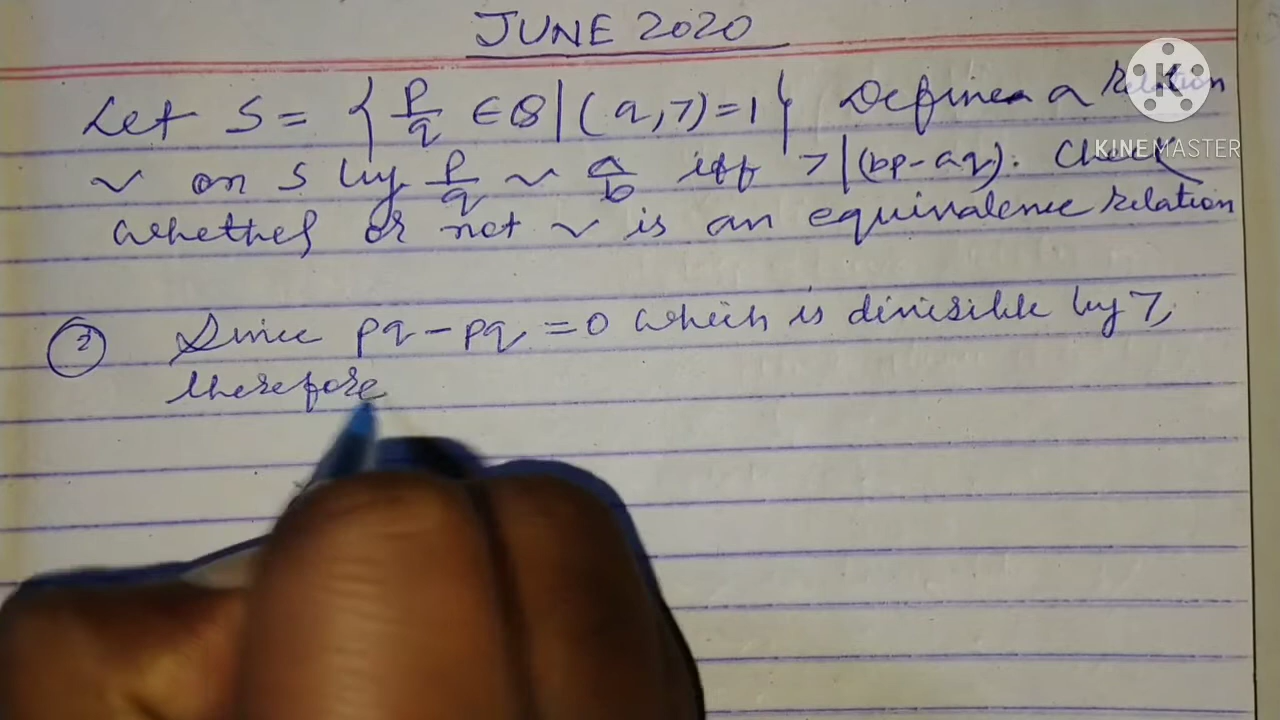 JUNE 2020
Let S = { p/q ∈ Q | (q,7)=1 } Define a relation
KINEMASTER
~ on S by p/q ~ a/b iff 7|(bp-aq). Check
whether or not ~ is an equivalence relation
Since pq - pq = 0 which is divisible by 7,
therefore